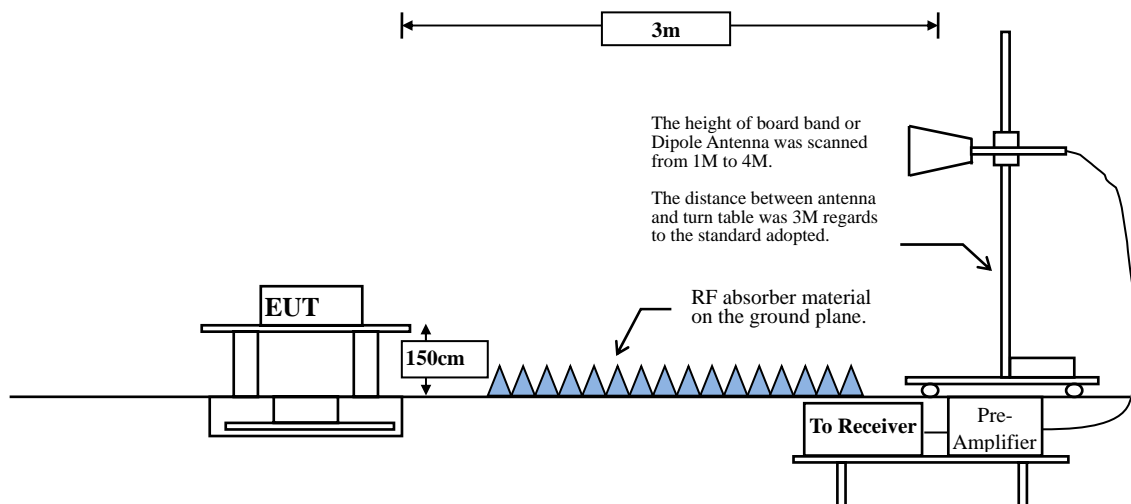 3m
The height of board band or
Dipole Antenna was scanned
from 1M to 4M.
The distance between antenna
and turn table was 3M regards
to the standard adopted.
EUT
RF absorber material
on the ground plane.
150cm
To Receiver
Pre-
Amplifier